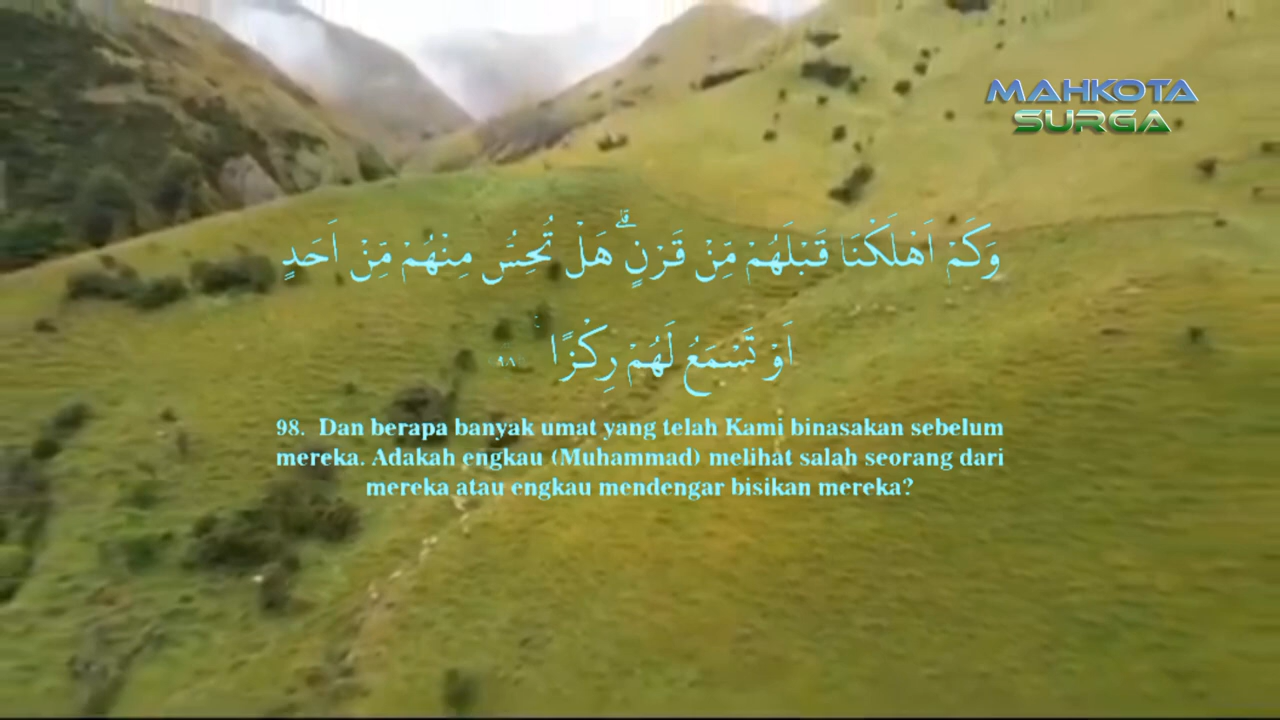 MAHKOTA
SURGA
وَكَمْ اَهْلَكْنَا قَبْلَهُمْ مِّنْ قَرْنٍۗ هَلْ تُحِسُّ مِنْهُمْ مِّنْ اَحَدٍ
اَوْ تَسْمَعُ لَهُمْ رِكْزًا ࣖ ٩٨
98. Dan berapa banyak umat yang telah Kami binasakan sebelum
mereka. Adakah engkau (Muhammad) melihat salah seorang dari
mereka atau engkau mendengar bisikan mereka?